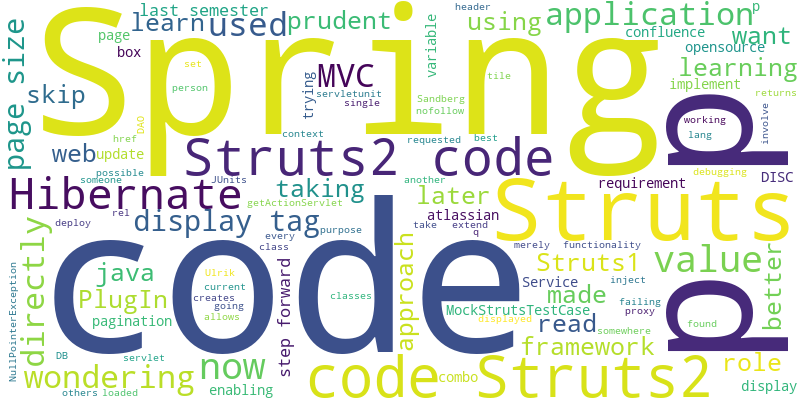 header
last semester
p
Spring
learn
used
prudent
using
application
page
variable
confluence
want
box
opensource
page size
set
tile
MVC
learning
skip
person
trying
servletunit
Sandberg
implement
returns
single
nofollow
a
DAO
context
requested
best
working
lang
involve
href
web
update
Struts2 code
possible
debugging
someone
JUnits
another
requirement
DISC
Hibernate
taking
later
Struts
getActionServlet
deploy
rel
display tag
atlassian
every
purpose
take
extend
q
class
merely
functionality
directly
code
approach
value
better
java
Ulrik
step forward
Struts1
NullPointerException
current
Service
inject
PlugIn
creates
classes
made
failing
going
MockStrutsTestCase
proxy
allows
displayed
pagination
read
found
somewhere
a
DB
servlet
framework
now
code Struts2
role
wondering
combo
others
loaded
enabling
display